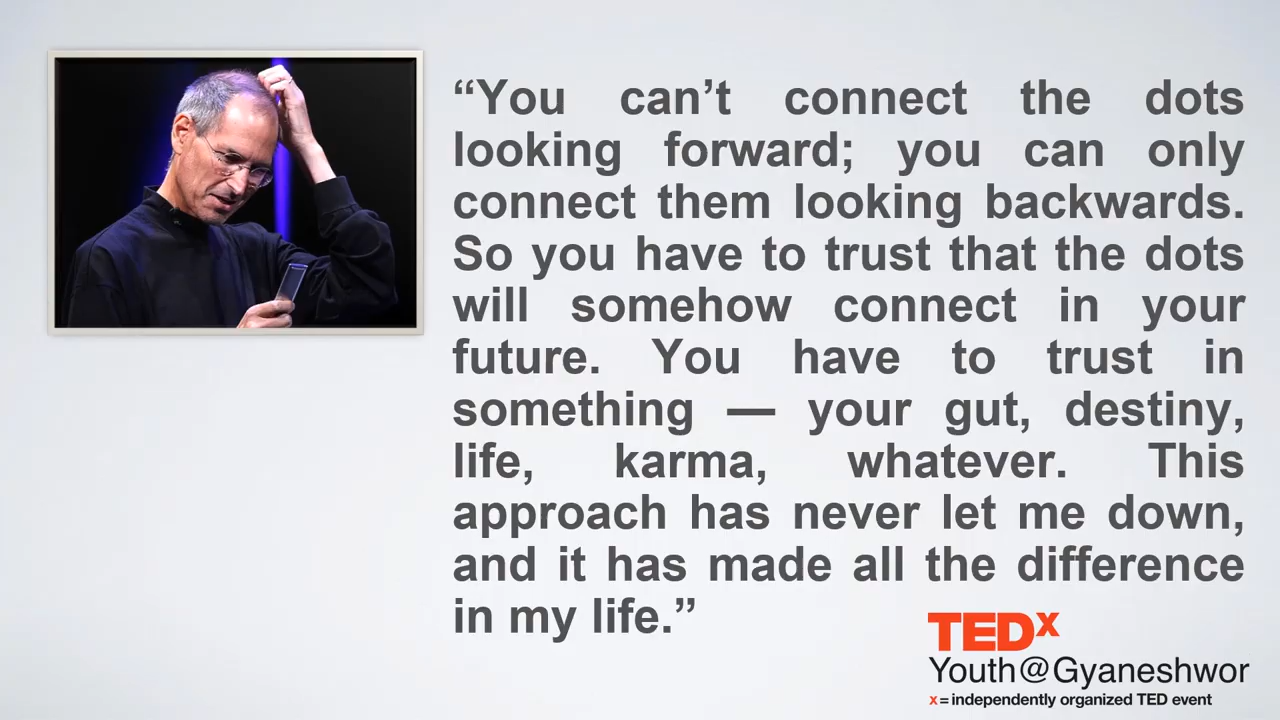 “You can’t connect the dots
looking forward; you can only
connect them looking backwards.
So you have to trust that the dots
will somehow connect in your
future. You have to trust in
something — your gut, destiny,
life, karma, whatever. This
approach has never let me down,
and it has made all the difference
in my life.”
TEDx
Youth@Gyaneshwor
x = independently organized TED event